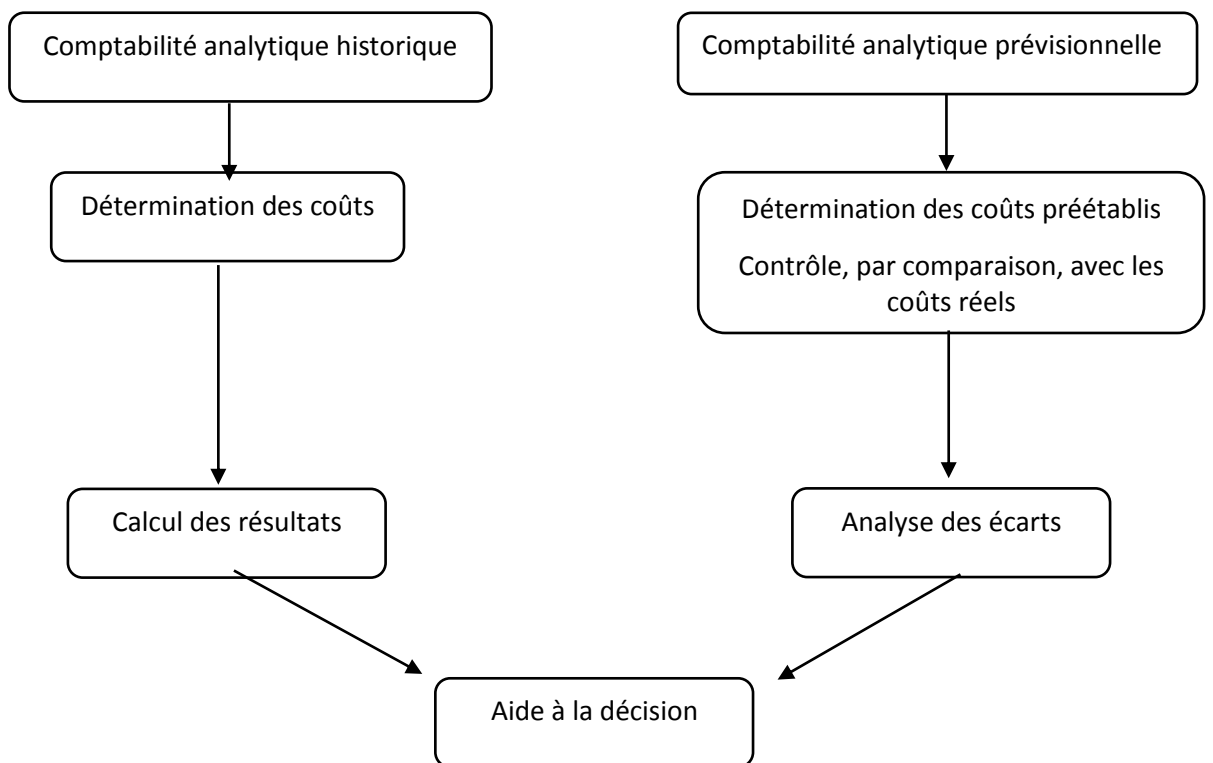 Comptabilité analytique historique
Comptabilité analytique prévisionnelle
Détermination des coûts
Détermination des coûts préétablis
Contrôle, par comparaison, avec les
coûts réels
Calcul des résultats
Analyse des écarts
Aide à la décision